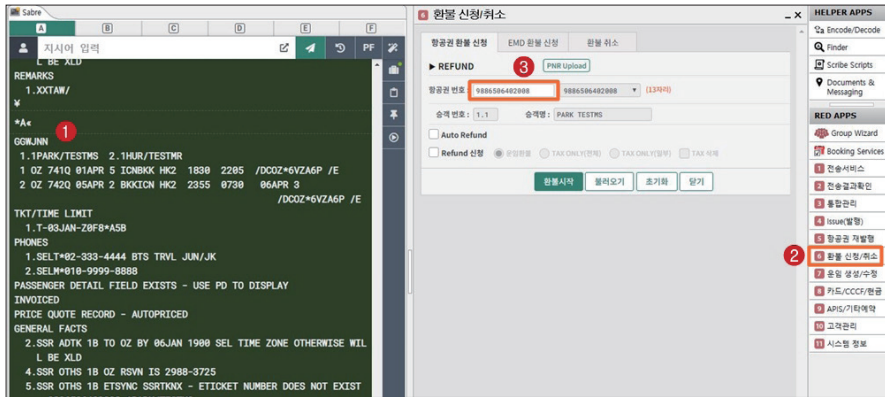 Sabre
A B C D E F
지시어 입력
PF
L BE XLD
REMARKS
1.XXTAW/
¥
*A«
1
GGWJNN
1.1PARK/TESTMS 2.1HUR/TESTMR
1 OZ 741Q 01APR 5 ICNBKK HK2 1830 2205 /DCOZ*6VZA6P /E
2 OZ 742Q 05APR 2 BKKICN HK2 2355 0730 06APR 3
/DCOZ*6VZA6P /E
TKT/TIME LIMIT
1.T-03JAN-Z0F8*A5B
PHONES
1.SELT*02-333-4444 BTS TRVL JUN/JK
2.SELM*010-9999-8888
PASSENGER DETAIL FIELD EXISTS - USE PD TO DISPLAY
INVOICED
PRICE QUOTE RECORD - AUTOPRICED
GENERAL FACTS
2.SSR ADTK 1B TO OZ BY 06JAN 1900 SEL TIME ZONE OTHERWISE WIL
L BE XLD
4.SSR OTHS 1B OZ RSVN IS 2988-3725
5.SSR OTHS 1B ETSYNC SSRTKNX - ETICKET NUMBER DOES NOT EXIST
6 환불 신청/취소
항공권 환불 신청 EMD 환불 신청 환불 취소
▶ REFUND 3 PNR Upload
항공권 번호 : 9886506402008 9886506402008 (13자리)
승객 번호 : 1.1 승객명 : PARK TESTMS
Auto Refund
Refund 신청 운임환불 TAX ONLY(전체) TAX ONLY(일부) TAX 삭제
환불시작 불러오기 초기화 닫기
HELPER APPS
Encode/Decode
Finder
Scribe Scripts
Documents &
Messaging
RED APPS
Group Wizard
Booking Services
1 전송서비스
2 전송결과확인
3 통합관리
4 Issue(발행)
5 항공권 재발행
2
6 환불 신청/취소
7 운임 생성/수정
8 카드/CCCF/현금
9 APIS/기타예약
10 고객관리
11 시스템 정보